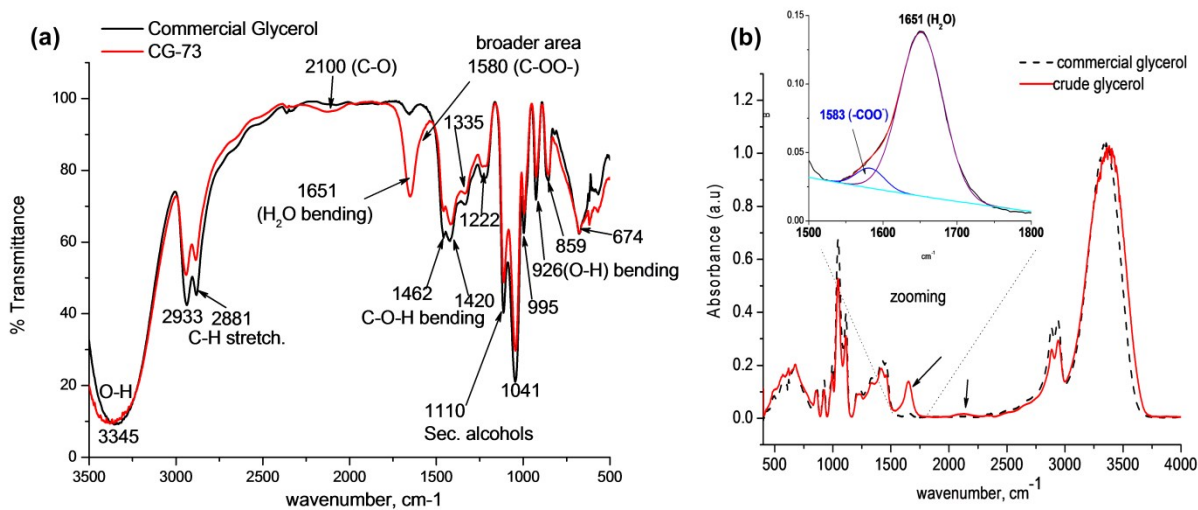 (a)
Commercial Glycerol
CG-73
broader area
1580 (C-OO-)
2100 (C-O)
1335
1651
(H2O bending)
1222
859
674
926(O-H) bending
995
1462
1420
C-O-H bending
2933
2881
C-H stretch.
O-H
3345
1110
Sec. alcohols
1041
% Transmittance
100
80
60
40
20
0
3500 3000 2500 2000 1500 1000 500
wavenumber, cm-1
(b)
commercial glycerol
crude glycerol
1651 (H2O)
1583 (-COO-)
B
0.15
0.10
0.05
0.00
1500 1600 1700 1800
cm-1
zooming
Absorbance (a.u)
1.2
1.0
0.8
0.6
0.4
0.2
0.0
500 1000 1500 2000 2500 3000 3500 4000
wavenumber, cm-1